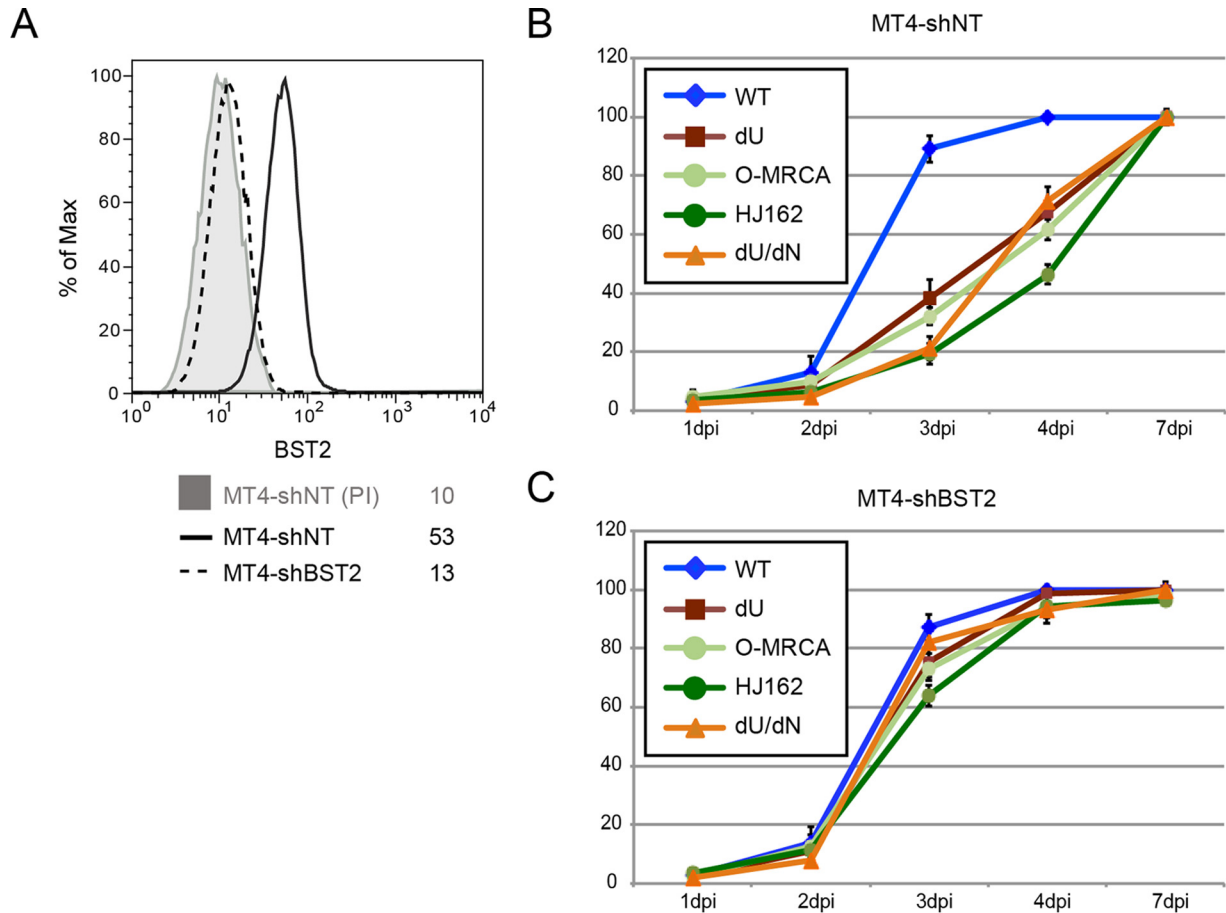 A
100
80
60
40
20
0
% of Max
10^0
10^1
10^2
10^3
10^4
BST2
MT4-shNT (PI) 10
MT4-shNT 53
MT4-shBST2 13
B
MT4-shNT
120
100
80
60
40
20
0
WT
dU
O-MRCA
HJ162
dU/dN
1dpi
2dpi
3dpi
4dpi
7dpi
C
MT4-shBST2
120
100
80
60
40
20
0
WT
dU
O-MRCA
HJ162
dU/dN
1dpi
2dpi
3dpi
4dpi
7dpi